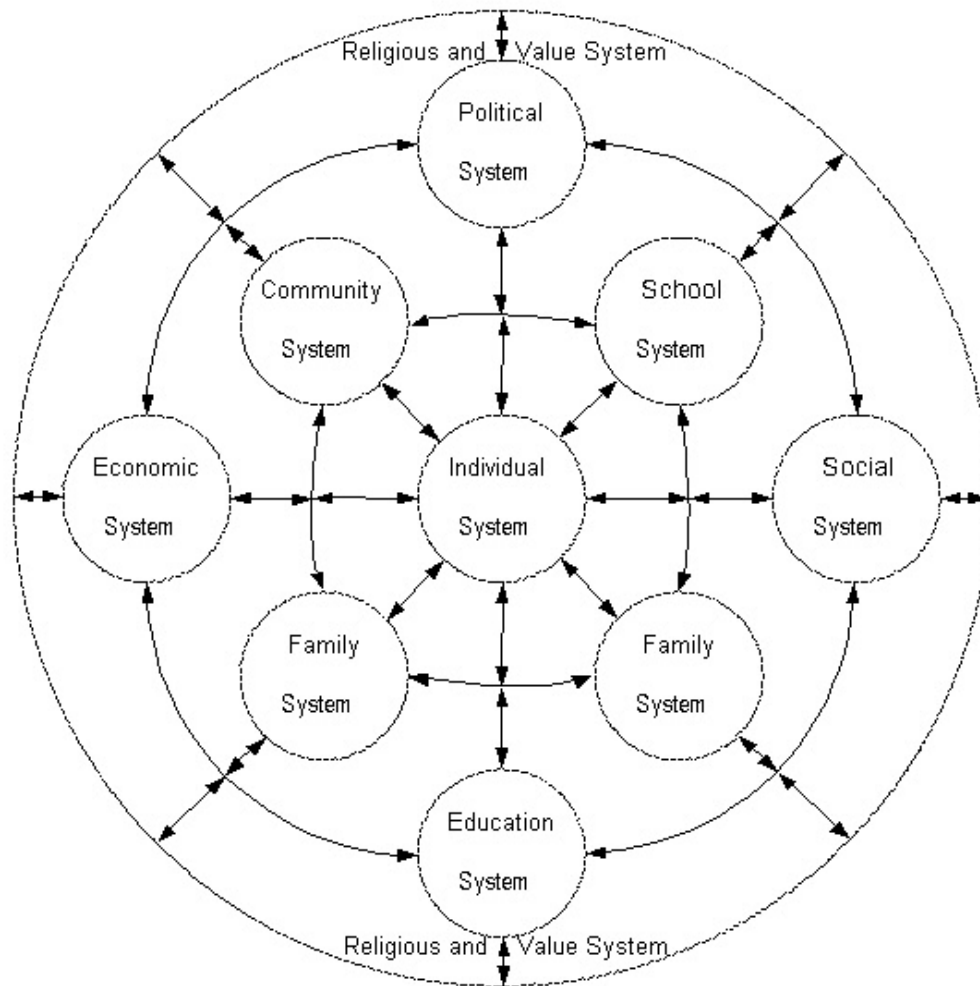 Religious and Value System
Political
System
Community
System
School
System
Economic
System
Individual
System
Social
System
Family
System
Family
System
Education
System
Religious and Value System